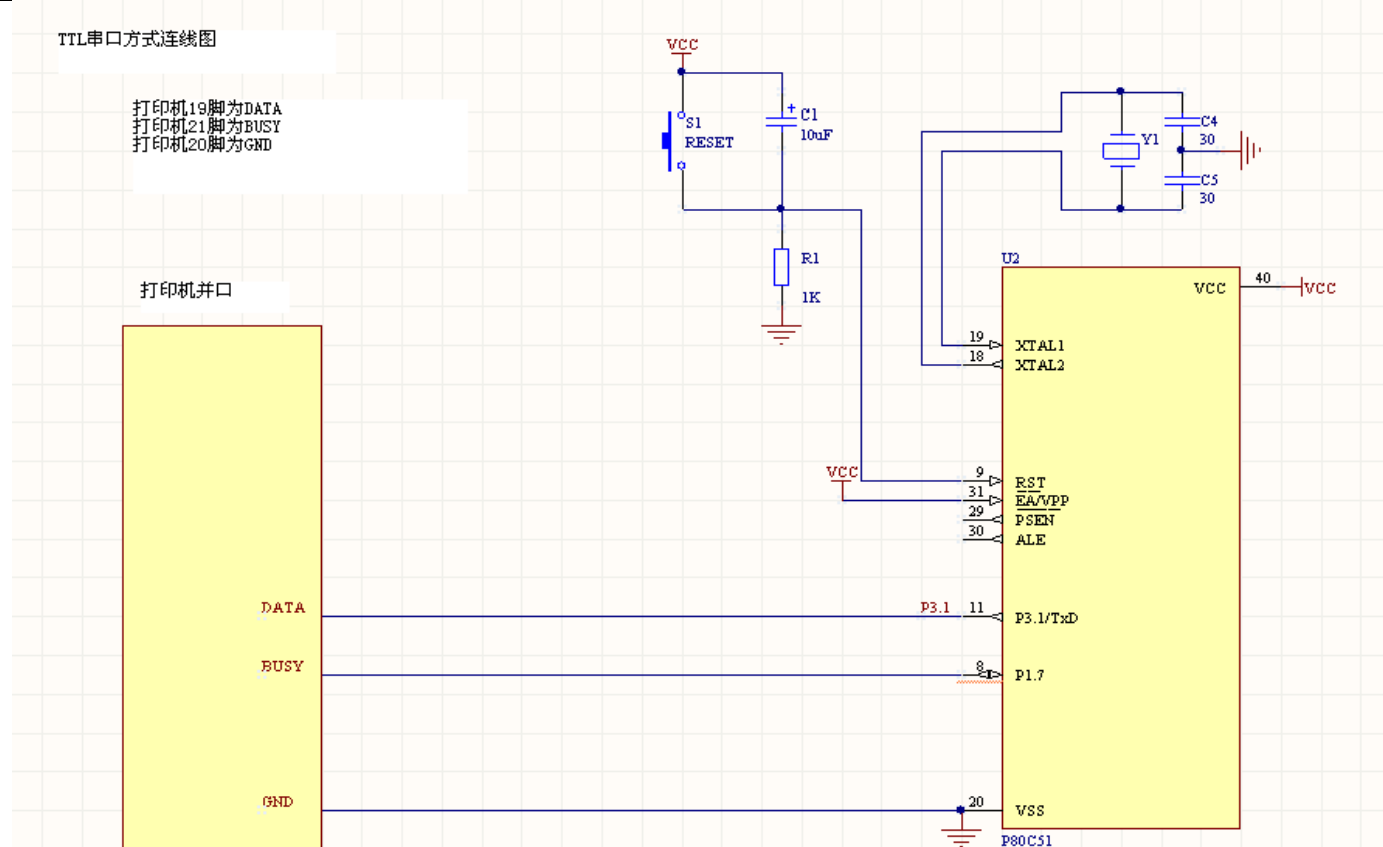 TTL串口方式连线图
打印机19脚为DATA
打印机21脚为BUSY
打印机20脚为GND
VCC
S1
RESET
C1
10uF
R1
1K
Y1
C4
30
C5
30
打印机并口
DATA
BUSY
GND
U2
VCC
40
VCC
19
XTAL1
18
XTAL2
VCC
9
RST
31
EA/VPP
29
PSEN
30
ALE
P3.1
11
P3.1/TxD
8
P1.7
20
VSS
P80C51